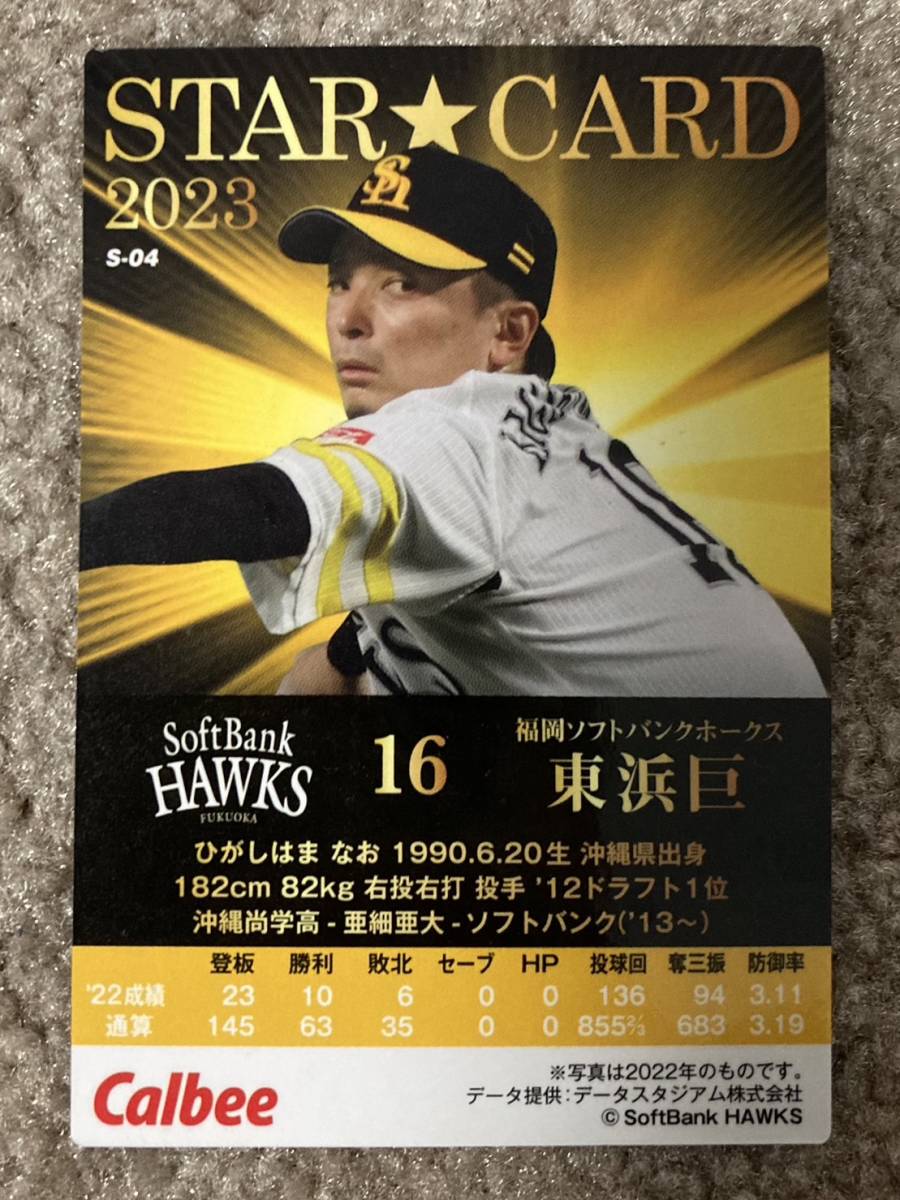 STAR★CARD
2023
S-04
SoftBank
HAWKS
FUKUOKA
16
福岡ソフトバンクホークス
東浜巨
ひがしはま なお 1990.6.20生 沖縄県出身
182cm 82kg 右投右打 投手 '12ドラフト1位
沖縄尚学高-亜細亜大-ソフトバンク('13〜)
登板 勝利 敗北 セーブ HP 投球回 奪三振 防御率
'22成績 23 10 6 0 0 136 94 3.11
通算 145 63 35 0 0 855⅔ 683 3.19
Calbee
※写真は2022年のものです。
データ提供:データスタジアム株式会社
© SoftBank HAWKS